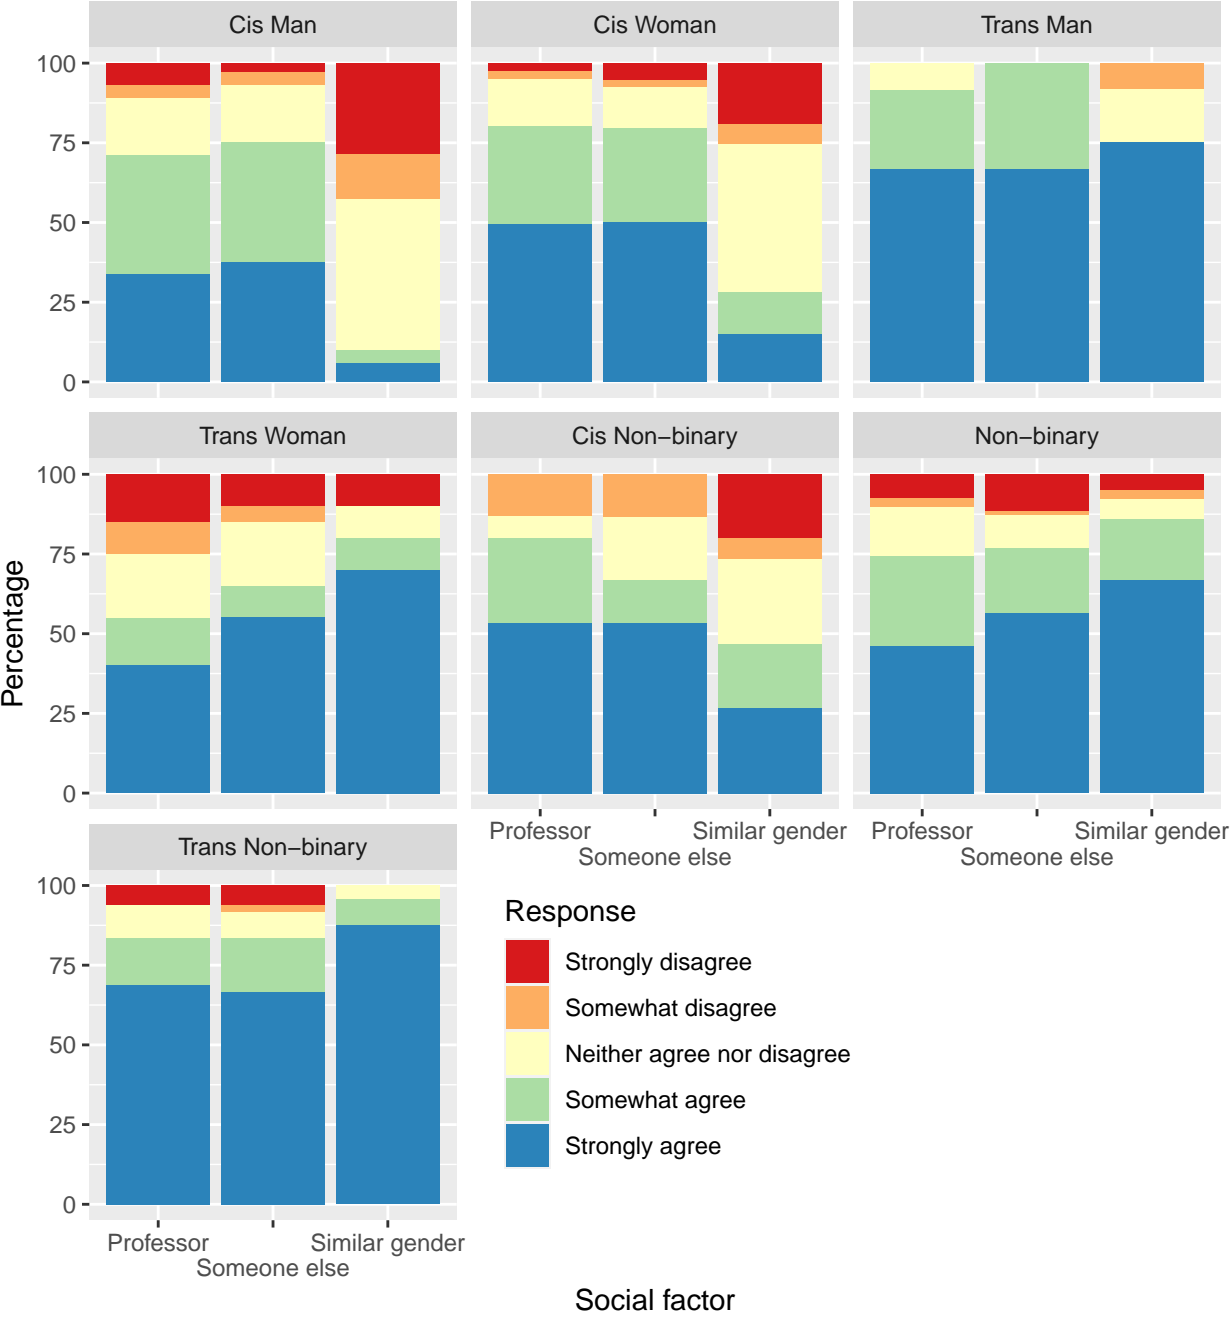 Cis Man
Cis Woman
Trans Man
100
75
50
25
0
Trans Woman
Cis Non−binary
Non−binary
100
75
50
25
0
Percentage
Professor
Similar gender
Someone else
Professor
Similar gender
Someone else
Trans Non−binary
100
75
50
25
0
Professor
Similar gender
Someone else
Response
Strongly disagree
Somewhat disagree
Neither agree nor disagree
Somewhat agree
Strongly agree
Social factor